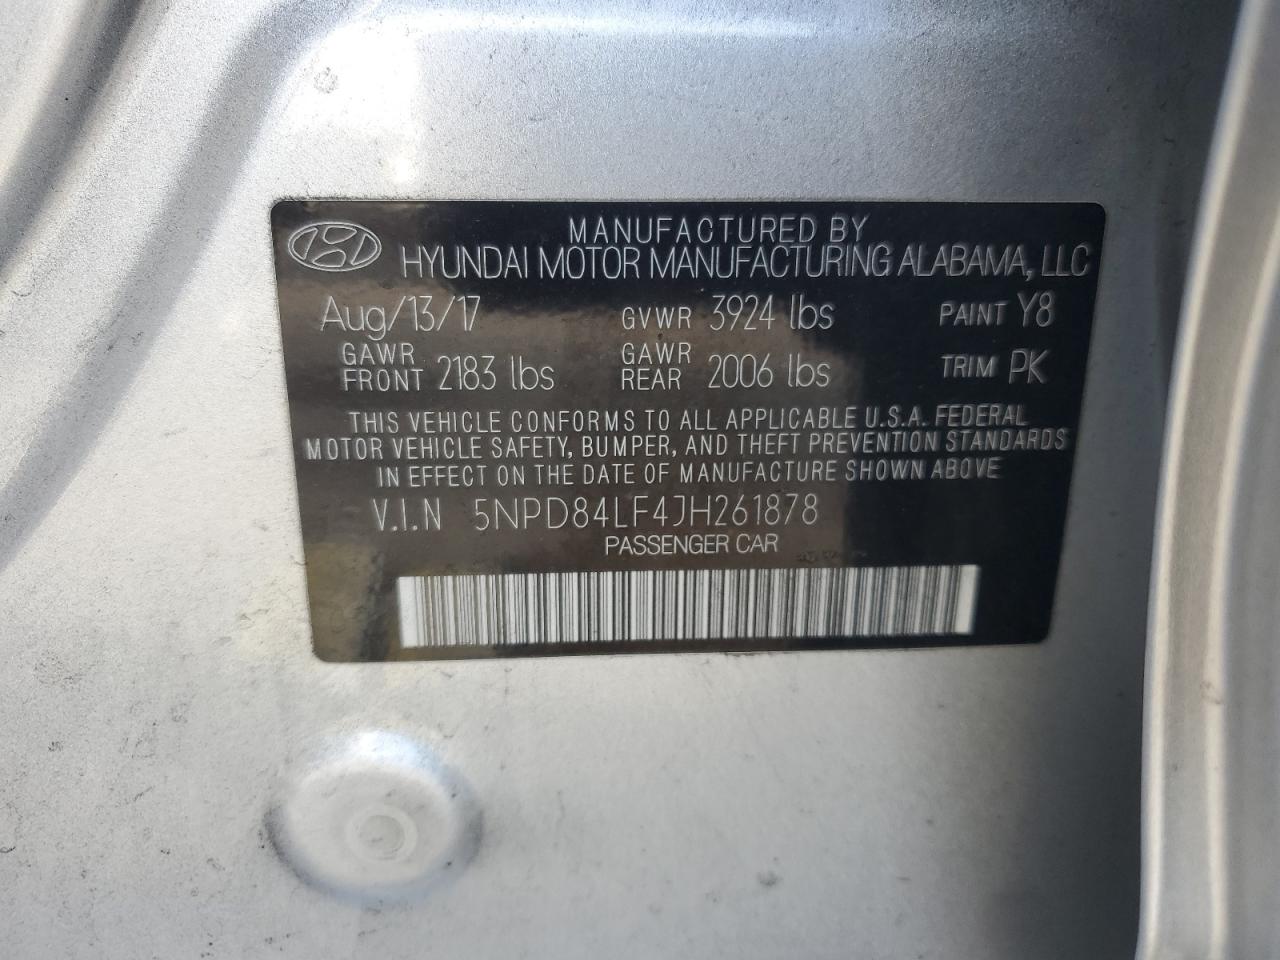 MANUFACTURED BY
HYUNDAI MOTOR MANUFACTURING ALABAMA, LLC
Aug/13/17 GVWR 3924 lbs PAINT Y8
GAWR FRONT 2183 lbs GAWR REAR 2006 lbs TRIM PK
THIS VEHICLE CONFORMS TO ALL APPLICABLE U.S.A. FEDERAL
MOTOR VEHICLE SAFETY, BUMPER, AND THEFT PREVENTION STANDARDS
IN EFFECT ON THE DATE OF MANUFACTURE SHOWN ABOVE
V.I.N 5NPD84LF4JH261878
PASSENGER CAR